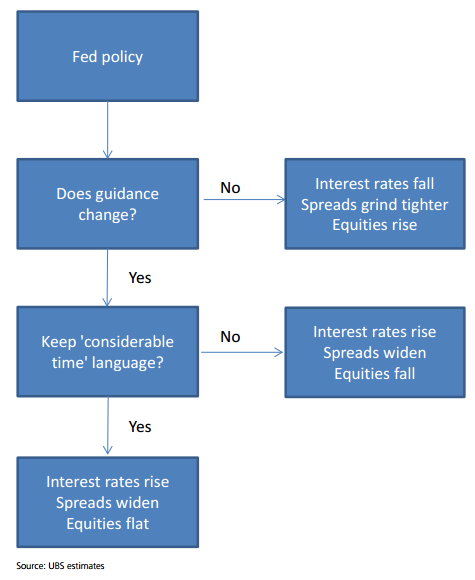 Fed policy
Does guidance
change?
No
Interest rates fall
Spreads grind tighter
Equities rise
Yes
Keep 'considerable
time' language?
No
Interest rates rise
Spreads widen
Equities fall
Yes
Interest rates rise
Spreads widen
Equities flat
Source: UBS estimates